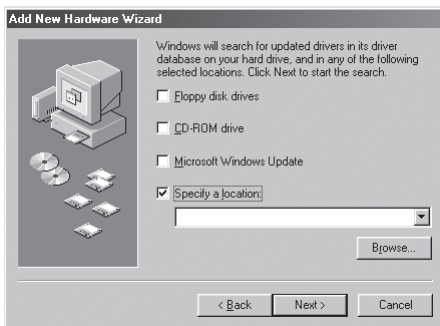 Add New Hardware Wizard
Windows will search for updated drivers in its driver
database on your hard drive, and in any of the following
selected locations. Click Next to start the search.
Floppy disk drives
CD-ROM drive
Microsoft Windows Update
Specify a location:
Browse...
< Back
Next >
Cancel